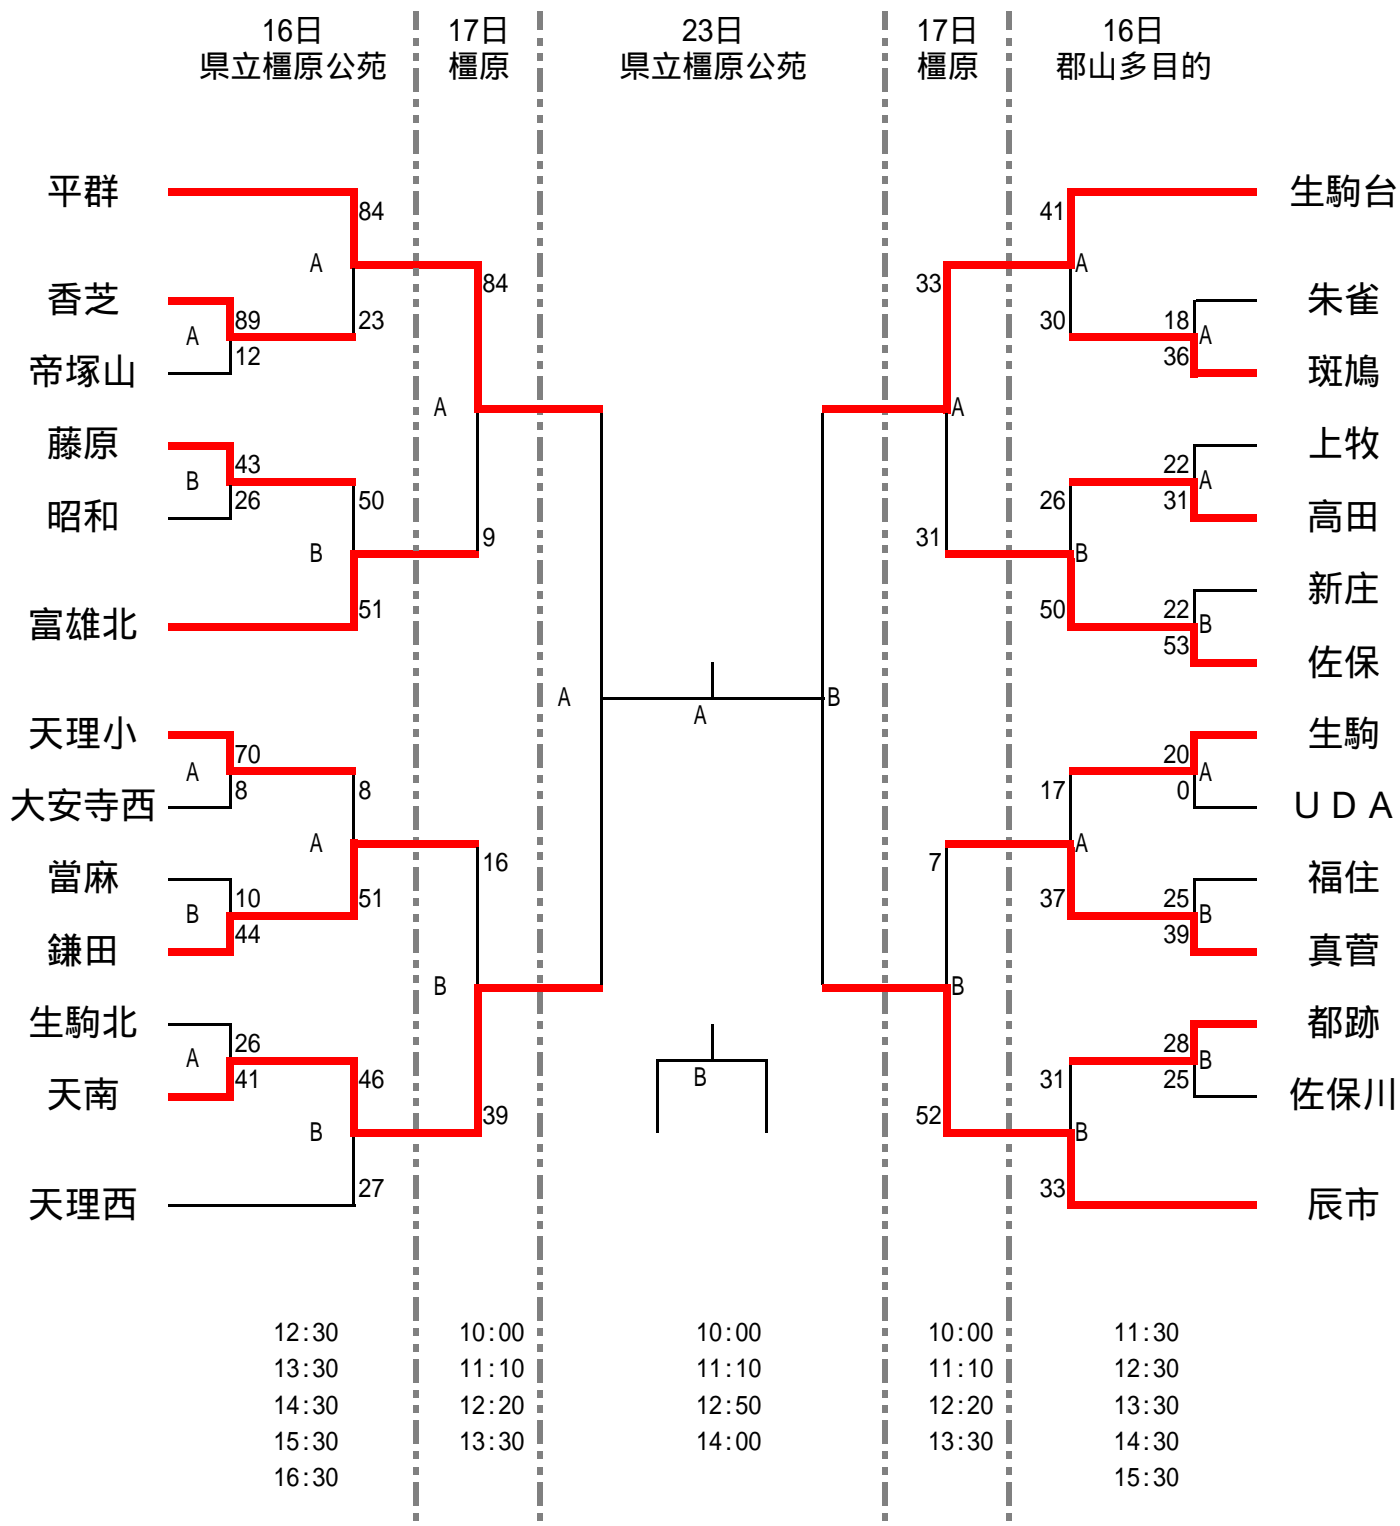 16日 17日 23日 17日 16日
県立橿原公苑 橿原 県立橿原公苑 橿原 郡山多目的
平群 84 41 生駒台
A 84 33 A
香芝 89 23 30 18 朱雀
A A
帝塚山 12 36 斑鳩
A A
藤原 43 22 上牧
B 26 50 26 31 A
昭和 高田
B 9 31 B
富雄北 51 50 22 新庄
B
53 佐保
A A B
天理小 70 20 生駒
A 8 8 17 0 A
大安寺西 UDA
A 16 7 A
當麻 10 51 37 25 福住
B B
鎌田 44 39 真菅
B B
生駒北 26 28 都跡
A 41 46 31 25 B
天南 B 佐保川
B 39 52 B
天理西 27 33 辰市
12:30 10:00 10:00 10:00 11:30
13:30 11:10 11:10 11:10 12:30
14:30 12:20 12:50 12:20 13:30
15:30 13:30 14:00 13:30 14:30
16:30 15:30